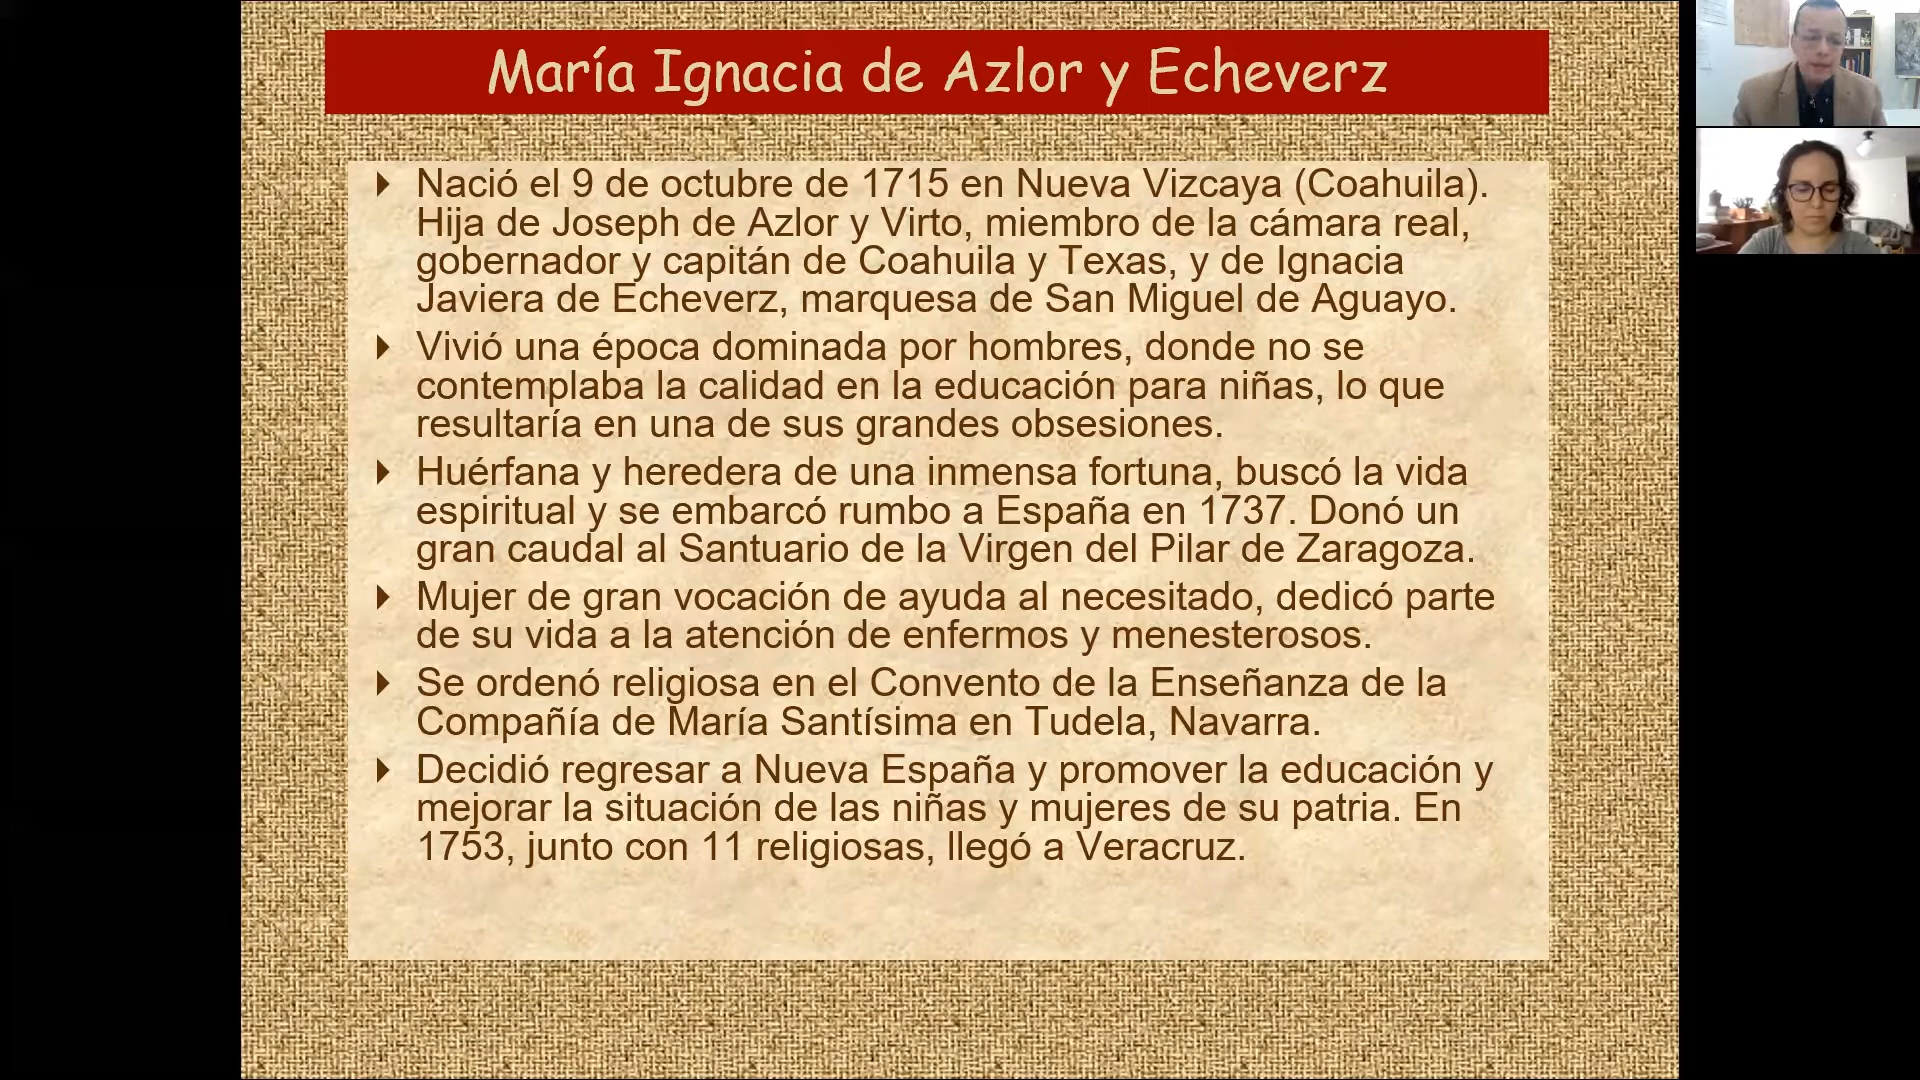 María Ignacia de Azlor y Echeverz
Nació el 9 de octubre de 1715 en Nueva Vizcaya (Coahuila).
Hija de Joseph de Azlor y Virto, miembro de la cámara real,
gobernador y capitán de Coahuila y Texas, y de Ignacia
Javiera de Echeverz, marquesa de San Miguel de Aguayo.
Vivió una época dominada por hombres, donde no se
contemplaba la calidad en la educación para niñas, lo que
resultaría en una de sus grandes obsesiones.
Huérfana y heredera de una inmensa fortuna, buscó la vida
espiritual y se embarcó rumbo a España en 1737. Donó un
gran caudal al Santuario de la Virgen del Pilar de Zaragoza.
Mujer de gran vocación de ayuda al necesitado, dedicó parte
de su vida a la atención de enfermos y menesterosos.
Se ordenó religiosa en el Convento de la Enseñanza de la
Compañía de María Santísima en Tudela, Navarra.
Decidió regresar a Nueva España y promover la educación y
mejorar la situación de las niñas y mujeres de su patria. En
1753, junto con 11 religiosas, llegó a Veracruz.